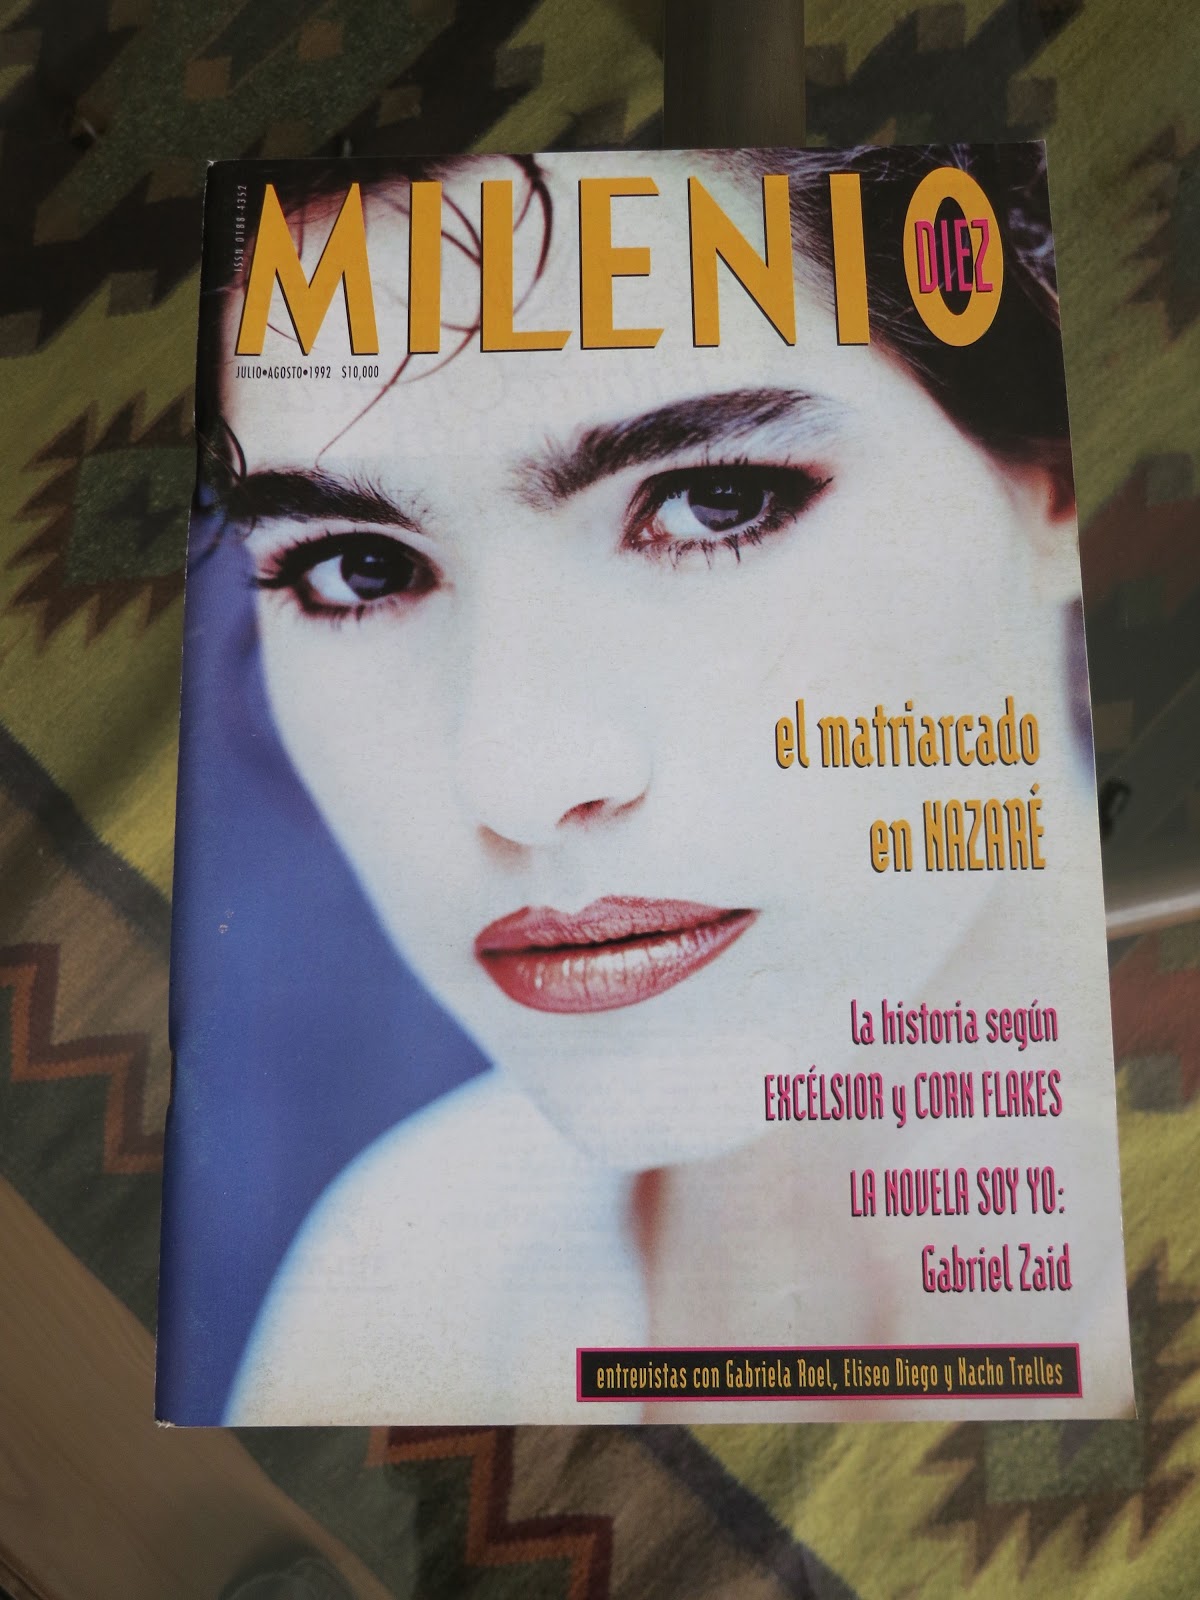 ISSN 0188-4352
MILENIO
DIEZ
JULIO•AGOSTO•1992 $10,000
el matriarcado
en NAZARÉ
la historia según
EXCÉLSIOR y CORN FLAKES
LA NOVELA SOY YO:
Gabriel Zaid
entrevistas con Gabriela Roel, Eliseo Diego y Nacho Trelles